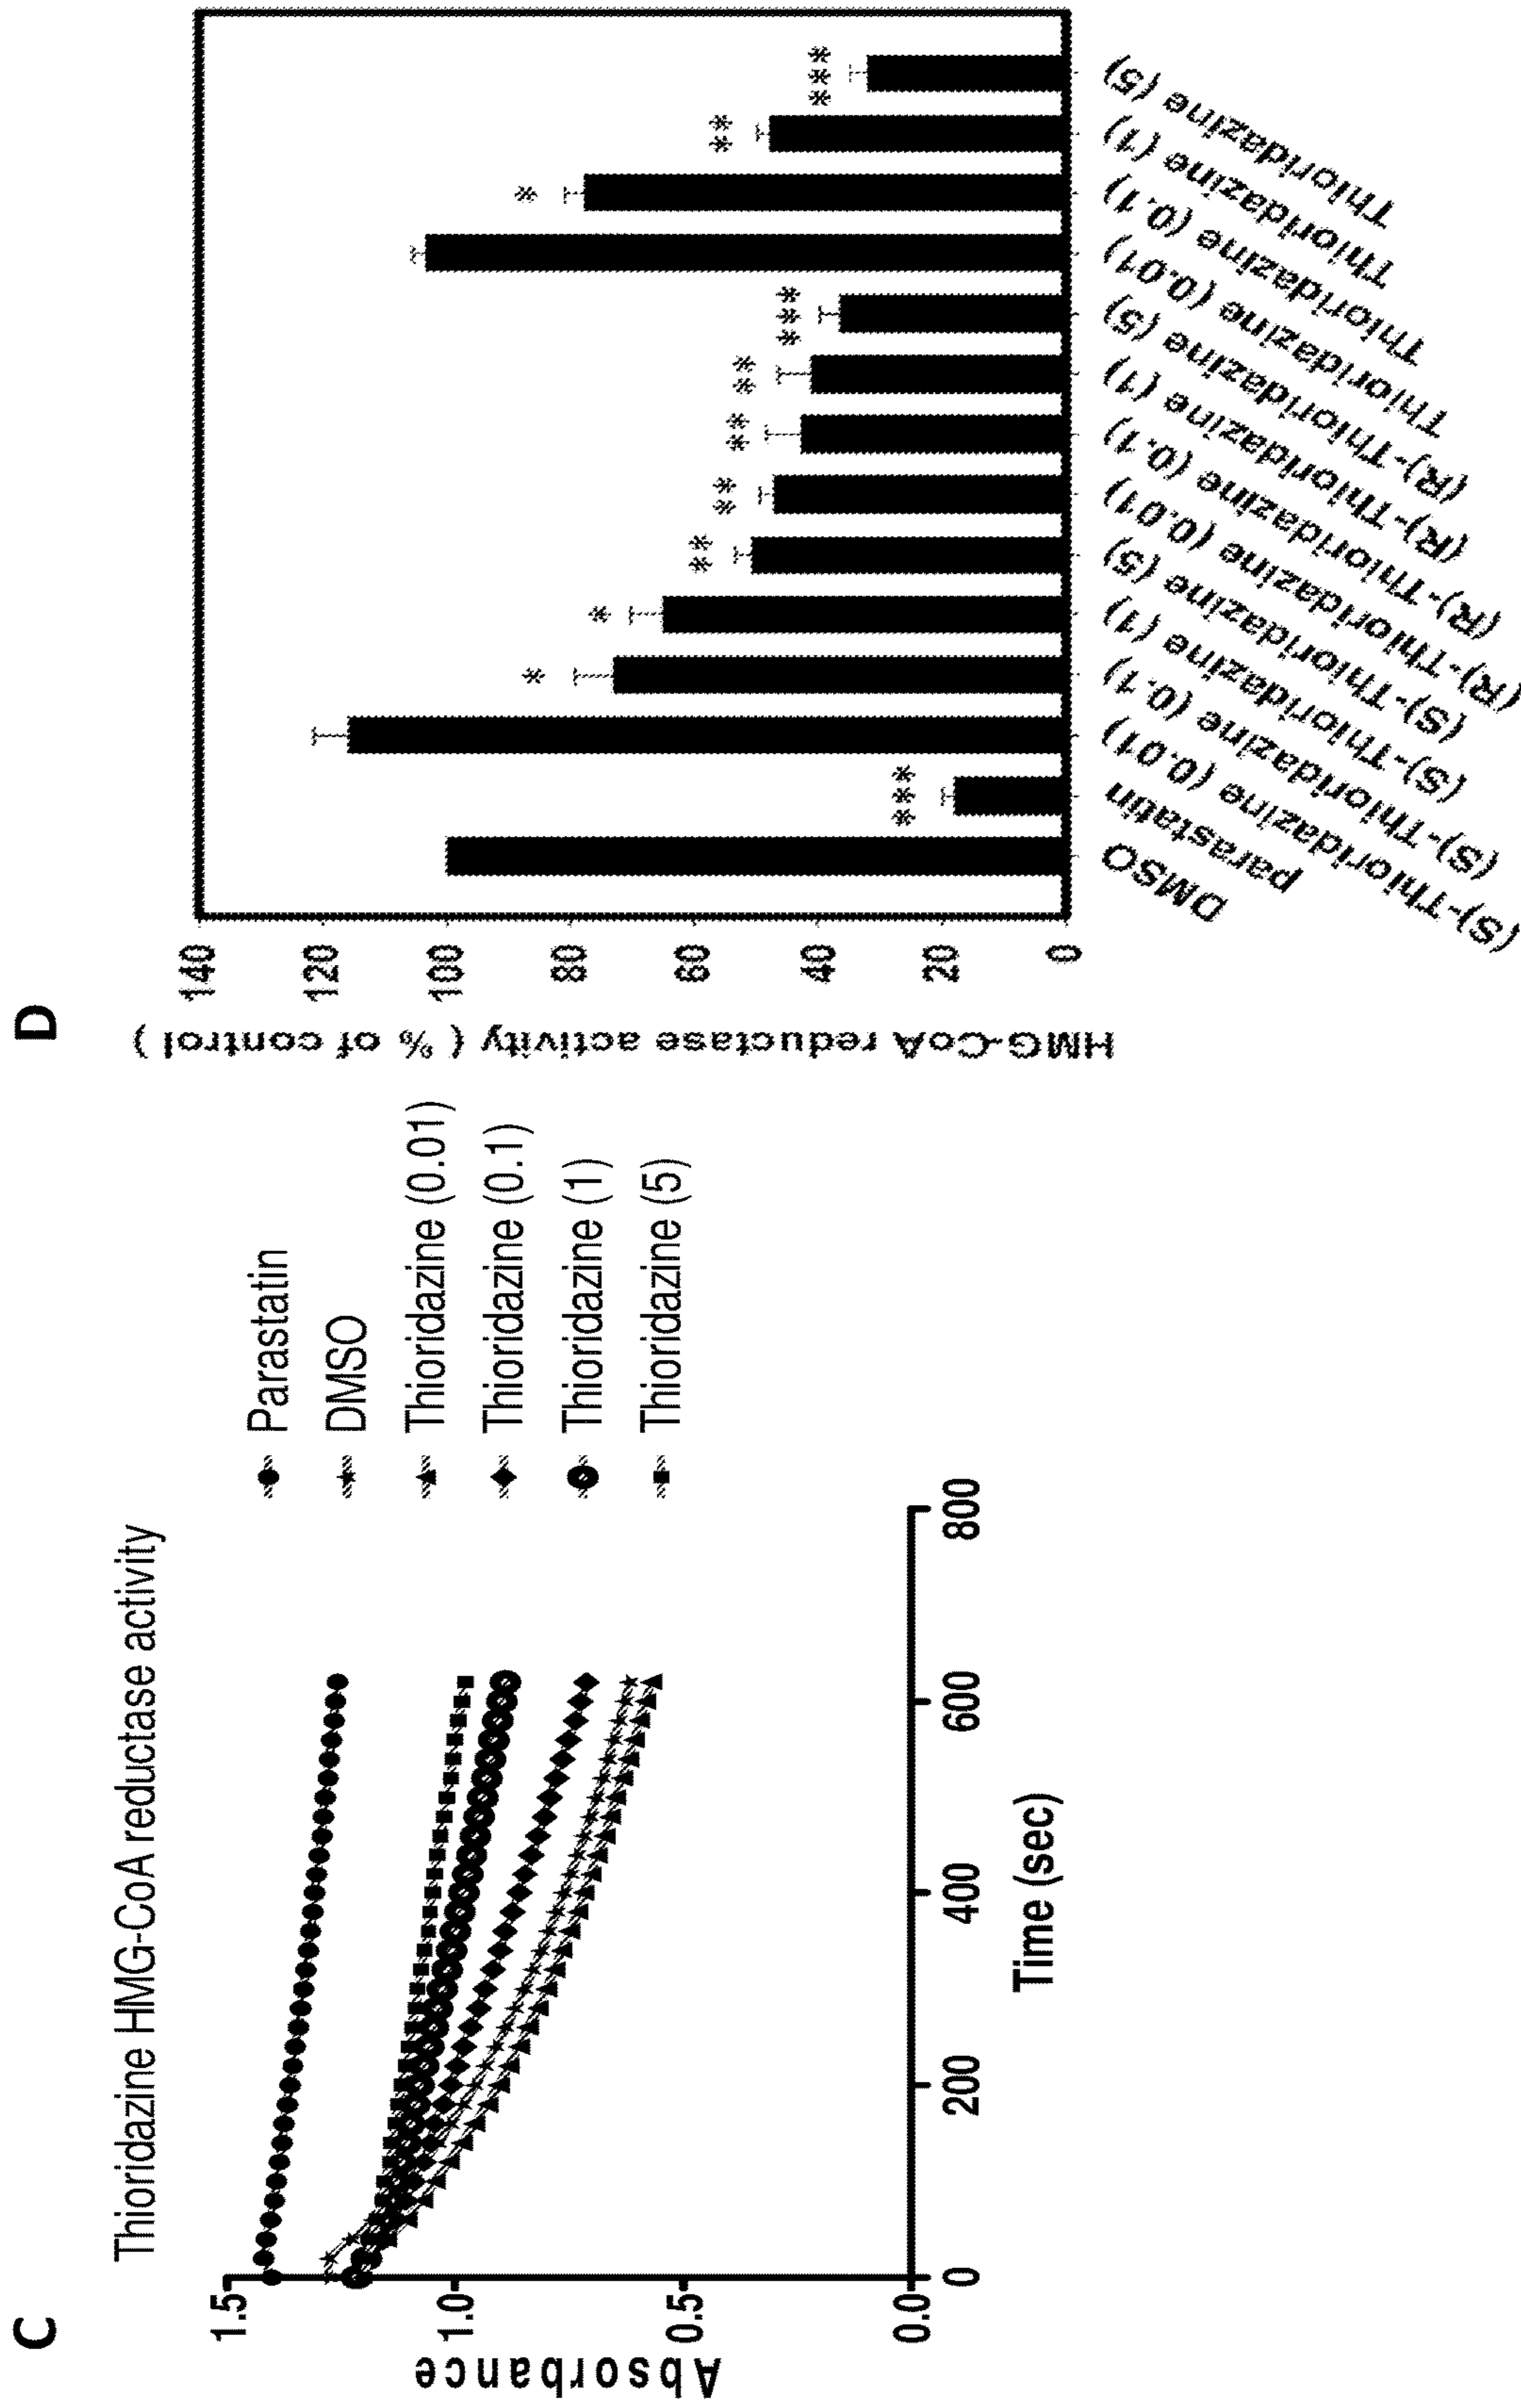 C
Thioridazine HMG-CoA reductase activity
Absorbance
1.5
1.0
0.5
0.0
0
200
400
600
800
Time (sec)
Parastatin
DMSO
Thioridazine (0.01)
Thioridazine (0.1)
Thioridazine (1)
Thioridazine (5)
D
HMG-CoA reductase activity ( % of control )
140
120
100
80
60
40
20
0
***
*
*
**
**
**
**
***
*
**
***
DMSO
parastatin
(S)-Thioridazine (0.01)
(S)-Thioridazine (0.1)
(S)-Thioridazine (1)
(S)-Thioridazine (5)
(R)-Thioridazine (0.01)
(R)-Thioridazine (0.1)
(R)-Thioridazine (1)
(R)-Thioridazine (5)
Thioridazine (0.01)
Thioridazine (0.1)
Thioridazine (1)
Thioridazine (5)